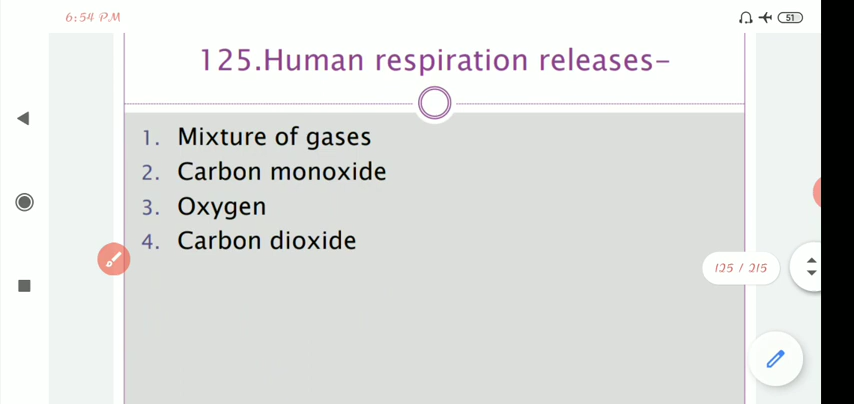 6:54 PM
51
125.Human respiration releases-
1. Mixture of gases
2. Carbon monoxide
3. Oxygen
4. Carbon dioxide
125 / 215